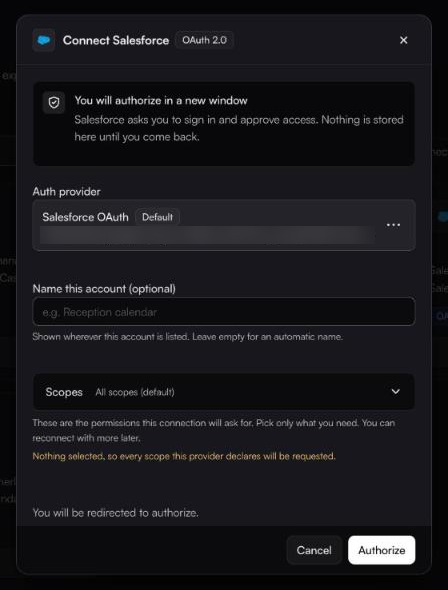 Connect Salesforce OAuth 2.0
You will authorize in a new window
Salesforce asks you to sign in and approve access. Nothing is stored
here until you come back.
Auth provider
Salesforce OAuth Default
Name this account (optional)
e.g. Reception calendar
Shown wherever this account is listed. Leave empty for an automatic name.
Scopes All scopes (default)
These are the permissions this connection will ask for. Pick only what you need. You can
reconnect with more later.
Nothing selected, so every scope this provider declares will be requested.
You will be redirected to authorize.
Cancel Authorize